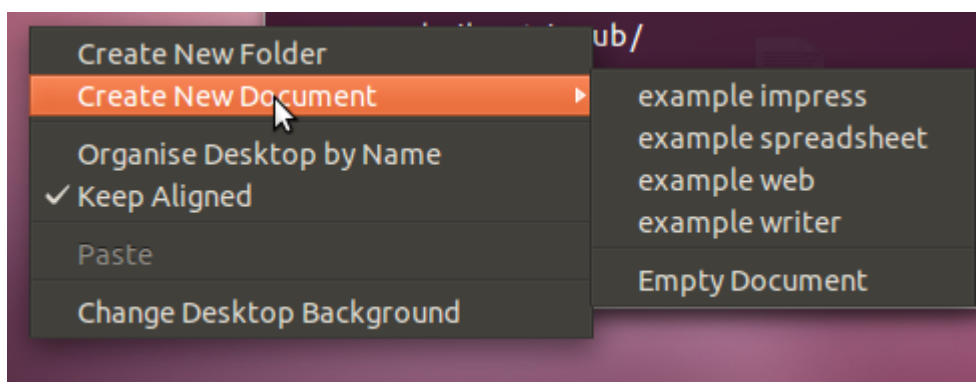 ub/
Create New Folder
Create New Document
Organise Desktop by Name
Keep Aligned
Paste
Change Desktop Background
example impress
example spreadsheet
example web
example writer
Empty Document